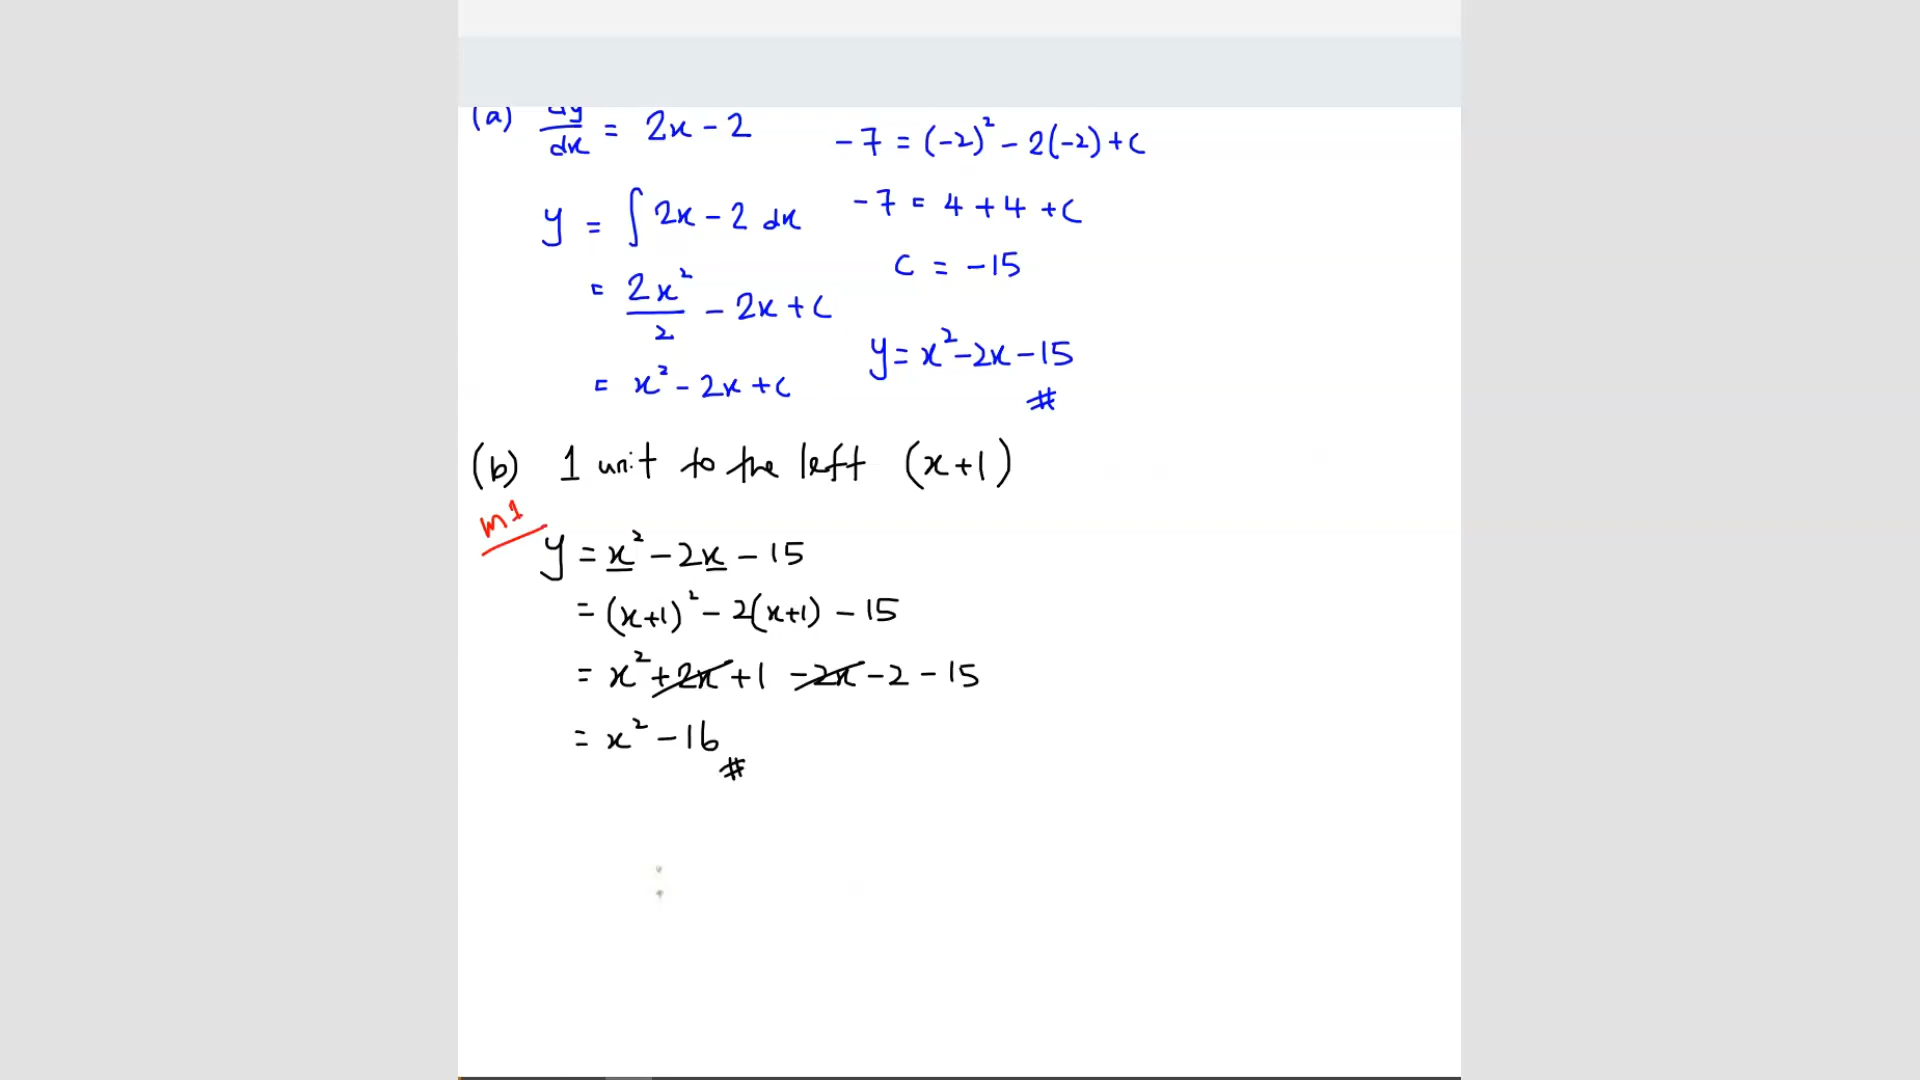 (a) dy/dx = 2x - 2
y = ∫ 2x - 2 dx
= 2x²/2 - 2x + c
= x² - 2x + c
-7 = (-2)² - 2(-2) + c
-7 = 4 + 4 + c
c = -15
y = x² - 2x - 15 #
(b) 1 unit to the left (x+1)
m1
y = x² - 2x - 15
= (x+1)² - 2(x+1) - 15
= x² + 2x + 1 - 2x - 2 - 15
= x² - 16 #